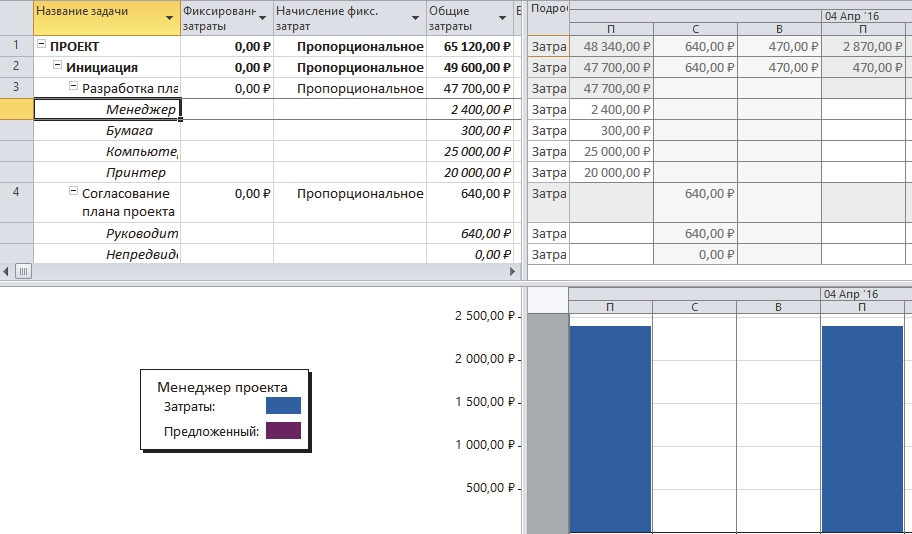 Название задачи Фиксированн затраты Начисление фикс. затрат Общие затраты
Подро
04 Апр '16
П С В П
1 ПРОЕКТ 0,00 ₽ Пропорциональное 65 120,00 ₽ Затра 48 340,00 ₽ 640,00 ₽ 470,00 ₽ 2 870,00 ₽
2 Инициация 0,00 ₽ Пропорциональное 49 600,00 ₽ Затра 47 700,00 ₽ 640,00 ₽ 470,00 ₽ 470,00 ₽
3 Разработка пла 0,00 ₽ Пропорциональное 47 700,00 ₽ Затра 47 700,00 ₽
Менеджер 2 400,00 ₽ Затра 2 400,00 ₽
Бумага 300,00 ₽ Затра 300,00 ₽
Компьюте 25 000,00 ₽ Затра 25 000,00 ₽
Принтер 20 000,00 ₽ Затра 20 000,00 ₽
4 Согласование 0,00 ₽ Пропорциональное 640,00 ₽ Затра 640,00 ₽
плана проекта
Руководит 640,00 ₽ Затра 640,00 ₽
Непредвид 0,00 ₽ Затра 0,00 ₽
04 Апр '16
П С В П
2 500,00 ₽
2 000,00 ₽
1 500,00 ₽
1 000,00 ₽
500,00 ₽
Менеджер проекта
Затраты:
Предложенный: